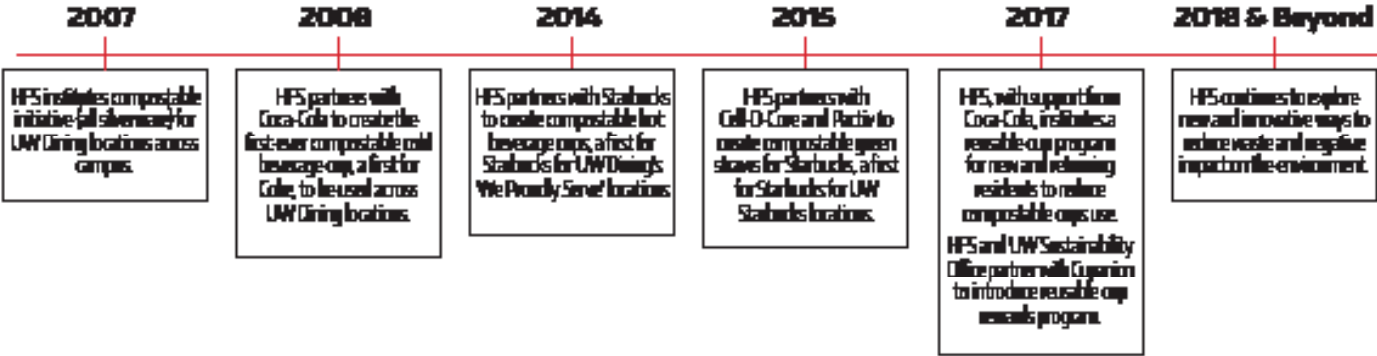 2007
HFS institutes compostable
initiative (all silverware) for
UW Dining locations across
campus.
2008
HFS partners with
Coca-Cola to create the
first-ever compostable cold
beverage cup, a first for
Coke, to be used across
UW Dining locations.
2014
HFS partners with Starbucks
to create compostable hot
beverage cups, a first for
Starbucks for UW Dining's
'We Proudly Serve' locations
2015
HFS partners with
Cell-O-Core and Pactiv to
create compostable green
straws for Starbucks, a first
for Starbucks for UW
Starbucks locations.
2017
HFS, with support from
Coca-Cola, institutes a
reusable cup program
for new and returning
residents to reduce
compostable cups use.
HFS and UW Sustainability
Office partner with Cupanion
to introduce reusable cup
rewards program.
2018 & Beyond
HFS continues to explore
new and innovative ways to
reduce waste and negative
impact on the environment.